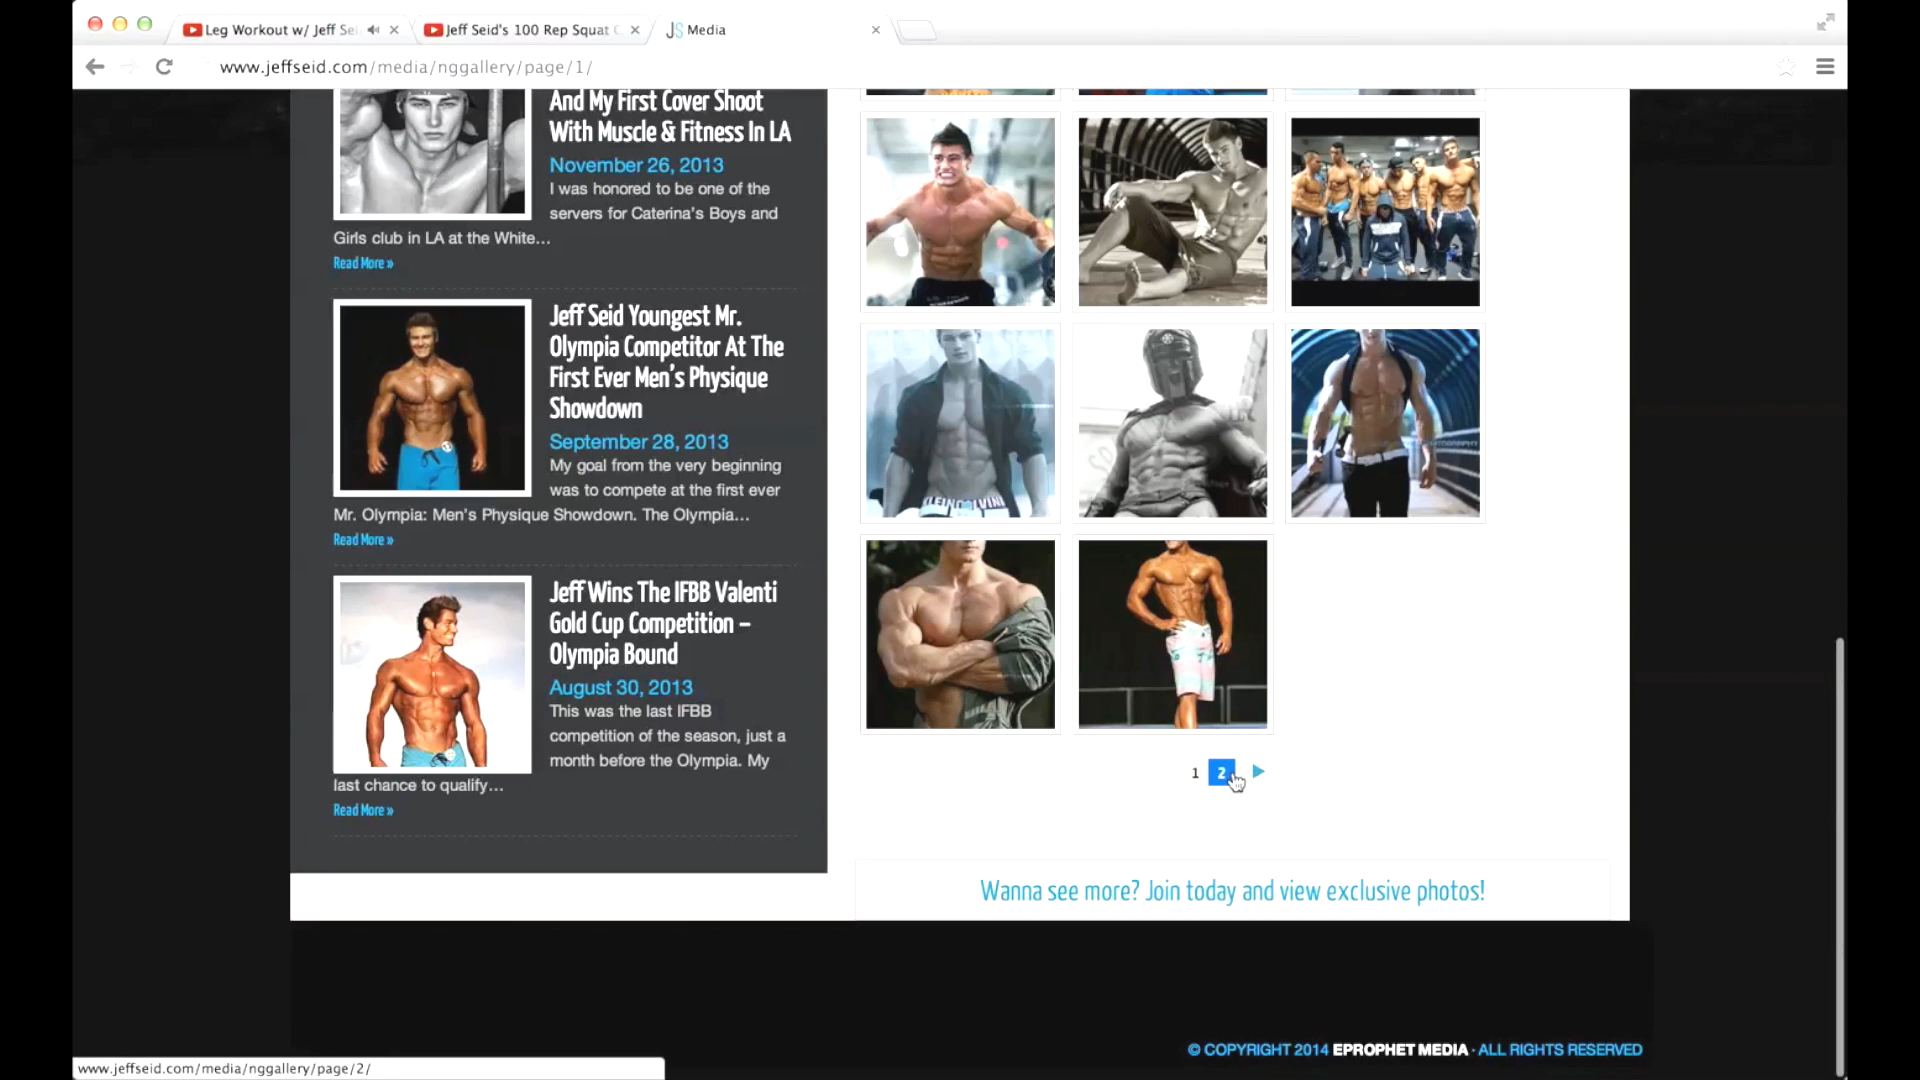 Leg Workout w/ Jeff Sei
Jeff Seid's 100 Rep Squat C
JS Media
www.jeffseid.com/media/nggallery/page/1/
And My First Cover Shoot
With Muscle & Fitness In LA
November 26, 2013
I was honored to be one of the
servers for Caterina's Boys and
Girls club in LA at the White...
Read More »
Jeff Seid Youngest Mr.
Olympia Competitor At The
First Ever Men's Physique
Showdown
September 28, 2013
My goal from the very beginning
was to compete at the first ever
Mr. Olympia: Men's Physique Showdown. The Olympia...
Read More »
Jeff Wins The IFBB Valenti
Gold Cup Competition –
Olympia Bound
August 30, 2013
This was the last IFBB
competition of the season, just a
month before the Olympia. My
last chance to qualify...
Read More »
1 2
Wanna see more? Join today and view exclusive photos!
© COPYRIGHT 2014 EPROPHET MEDIA · ALL RIGHTS RESERVED
www.jeffseid.com/media/nggallery/page/2/